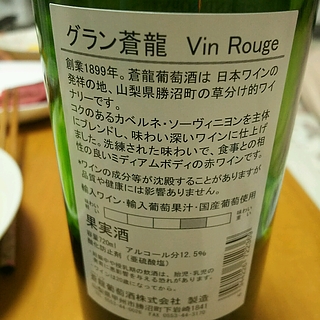 グラン蒼龍 Vin Rouge
創業1899年。蒼龍葡萄酒は 日本ワインの
発祥の地、山梨県勝沼町の草分け的ワイ
ナリーです。
コクのあるカベルネ・ソーヴィニヨンを主体
にブレンドし、味わい深いワインに仕上げ
ました。洗練された味わいで、食事との相
性の良いミディアムボディの赤ワインです。
*ワインの成分等が沈殿することがありますが
品質や健康には影響ありません。
輸入ワイン・輸入葡萄果汁・国産葡萄使用
果実酒
720ml アルコール分12.5%
酸化防止剤(亜硫酸塩)
蒼龍葡萄酒株式会社 製造